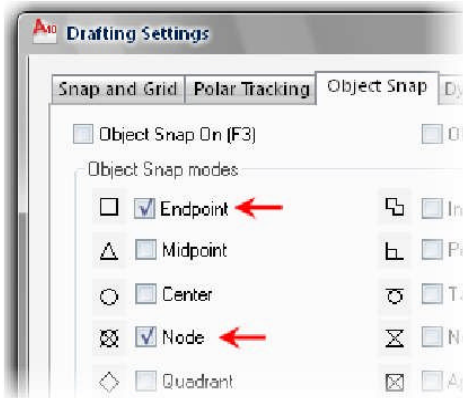 A10 Drafting Settings
Snap and Grid Polar Tracking Object Snap
Object Snap On (F3)
Object Snap modes
Endpoint
Midpoint
Center
Node
Quadrant